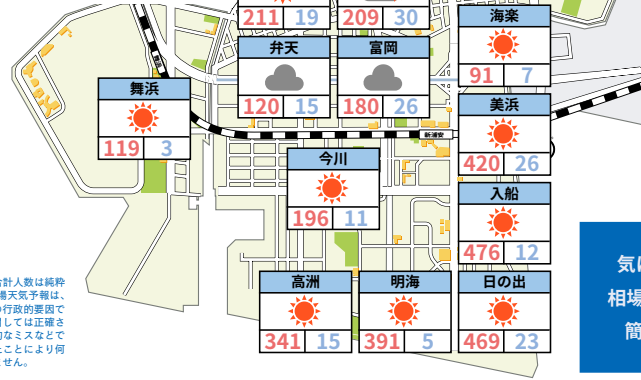 211 19
209 30
海楽
91 7
弁天
120 15
富岡
180 26
舞浜
119 3
美浜
420 26
新浦安
今川
196 11
入船
476 12
高洲
341 15
明海
391 5
日の出
469 23
計人数は純粋
場天気予報は、
行政的要因で
しては正確さ
的なミスなどで
ことにより何
せん。
気に
相場
簡